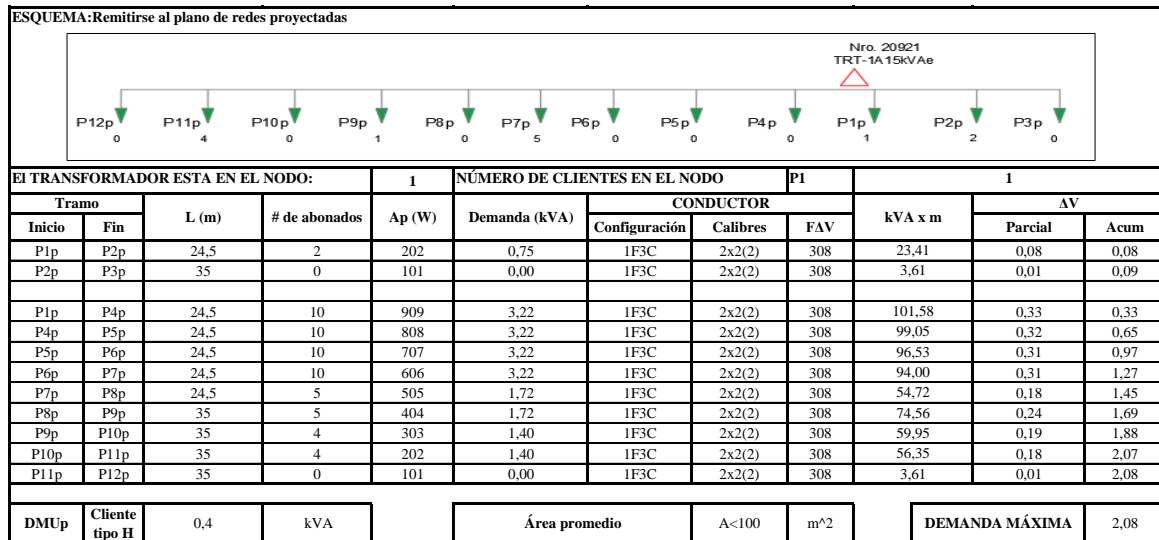 ESQUEMA:Remitirse al plano de redes proyectadas
Nro. 20921
TRT-1A15kVAe
P12p P11p P10p P9p P8p P7p P6p P5p P4p P1p P2p P3p
0 4 0 1 0 5 0 0 0 1 2 0
El TRANSFORMADOR ESTA EN EL NODO: 1 NÚMERO DE CLIENTES EN EL NODO P1 1
Tramo L (m) # de abonados Ap (W) Demanda (kVA) CONDUCTOR kVA x m ΔV
Inicio Fin Configuración Calibres FΔV Parcial Acum
P1p P2p 24,5 2 202 0,75 1F3C 2x2(2) 308 23,41 0,08 0,08
P2p P3p 35 0 101 0,00 1F3C 2x2(2) 308 3,61 0,01 0,09
P1p P4p 24,5 10 909 3,22 1F3C 2x2(2) 308 101,58 0,33 0,33
P4p P5p 24,5 10 808 3,22 1F3C 2x2(2) 308 99,05 0,32 0,65
P5p P6p 24,5 10 707 3,22 1F3C 2x2(2) 308 96,53 0,31 0,97
P6p P7p 24,5 10 606 3,22 1F3C 2x2(2) 308 94,00 0,31 1,27
P7p P8p 24,5 5 505 1,72 1F3C 2x2(2) 308 54,72 0,18 1,45
P8p P9p 35 5 404 1,72 1F3C 2x2(2) 308 74,56 0,24 1,69
P9p P10p 35 4 303 1,40 1F3C 2x2(2) 308 59,95 0,19 1,88
P10p P11p 35 4 202 1,40 1F3C 2x2(2) 308 56,35 0,18 2,07
P11p P12p 35 0 101 0,00 1F3C 2x2(2) 308 3,61 0,01 2,08
DMUp Cliente tipo H 0,4 kVA Área promedio A<100 m^2 DEMANDA MÁXIMA 2,08